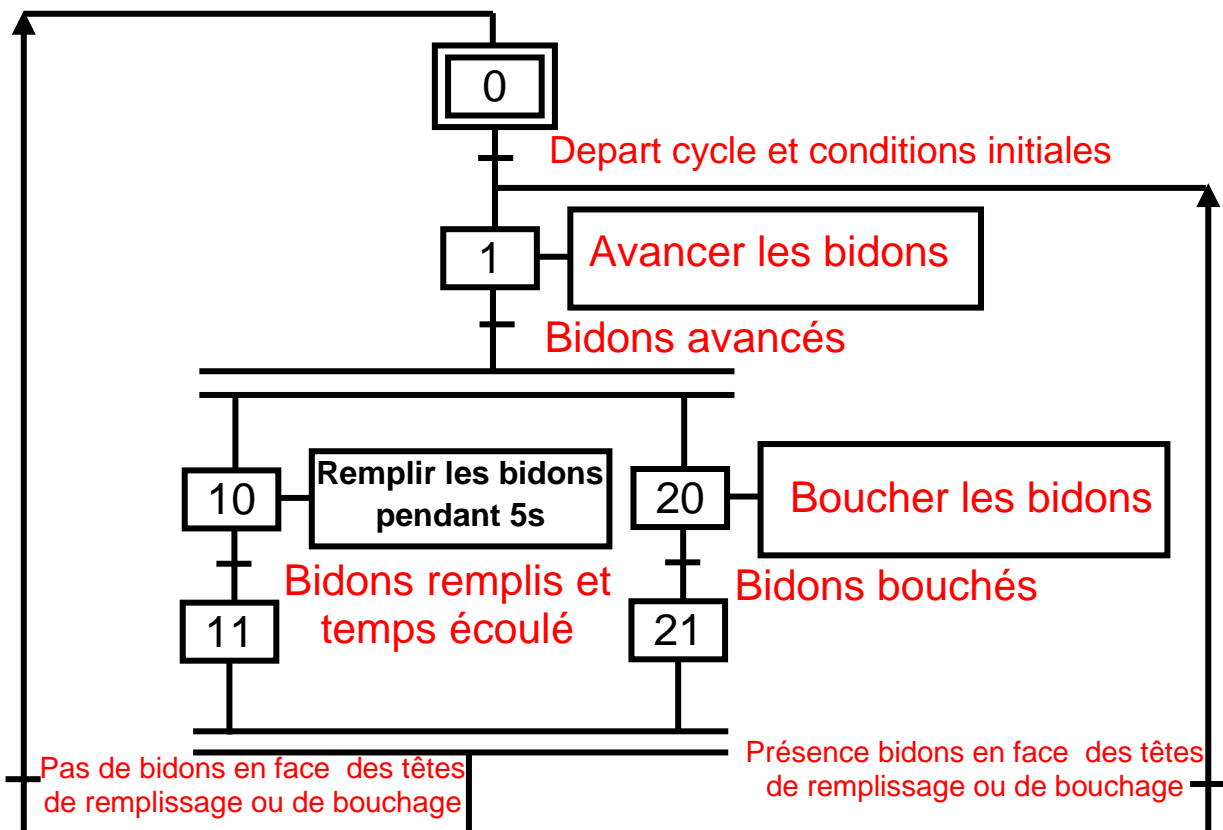 0
Depart cycle et conditions initiales
1
Avancer les bidons
Bidons avancés
10
Remplir les bidons
pendant 5s
20
Boucher les bidons
Bidons remplis et
temps écoulé
Bidons bouchés
11
21
Pas de bidons en face des têtes
de remplissage ou de bouchage
Présence bidons en face des têtes
de remplissage ou de bouchage